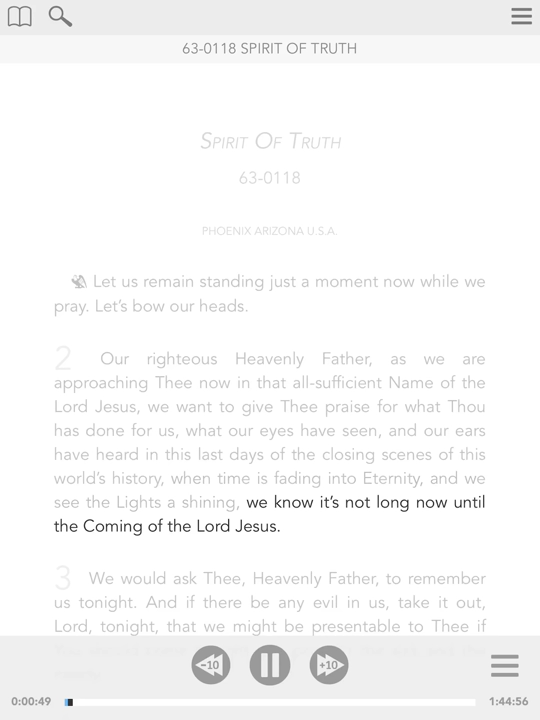 63-0118 SPIRIT OF TRUTH
SPIRIT OF TRUTH
63-0118
PHOENIX ARIZONA U.S.A.
Let us remain standing just a moment now while we
pray. Let's bow our heads.
2 Our righteous Heavenly Father, as we are
approaching Thee now in that all-sufficient Name of the
Lord Jesus, we want to give Thee praise for what Thou
has done for us, what our eyes have seen, and our ears
have heard in this last days of the closing scenes of this
world's history, when time is fading into Eternity, and we
see the Lights a shining, we know it's not long now until
the Coming of the Lord Jesus.
3 We would ask Thee, Heavenly Father, to remember
us tonight. And if there be any evil in us, take it out,
Lord, tonight, that we might be presentable to Thee if
-10 +10
0:00:49 1:44:56